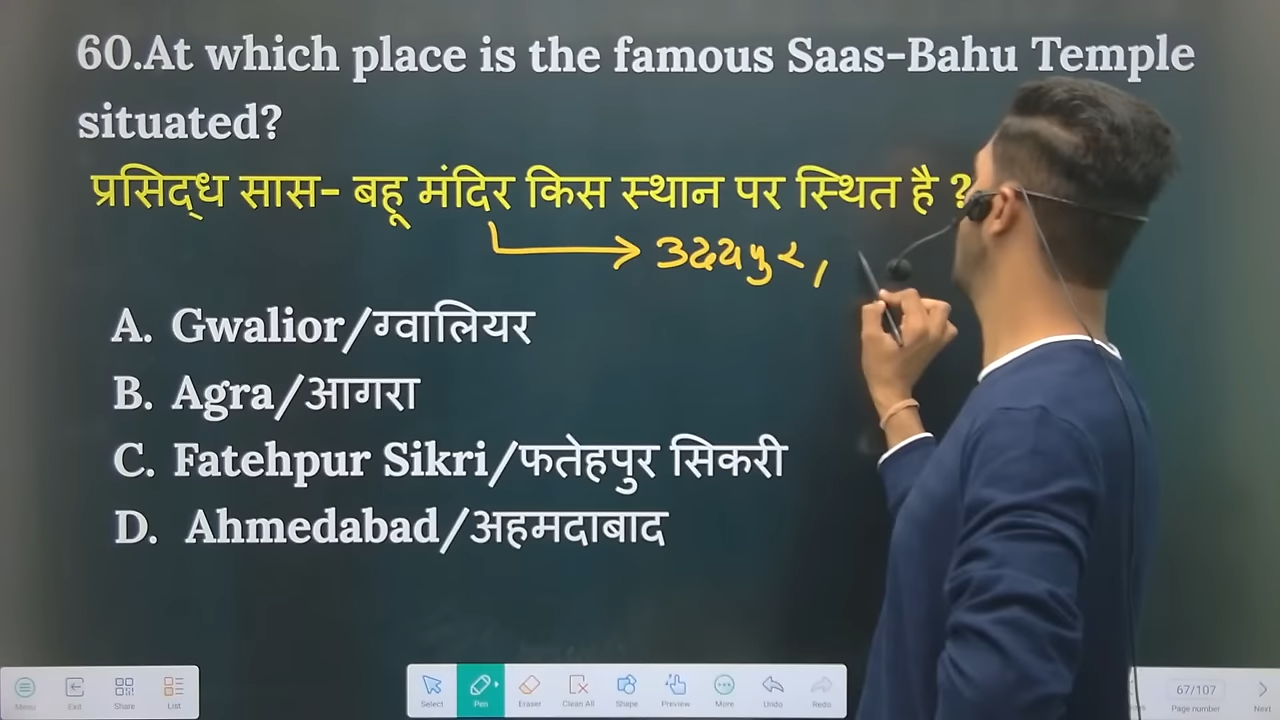 60.At which place is the famous Saas-Bahu Temple
situated?
प्रसिद्ध सास- बहू मंदिर किस स्थान पर स्थित है ?
उदयपुर,
A. Gwalior/ग्वालियर
B. Agra/आगरा
C. Fatehpur Sikri/फतेहपुर सिकरी
D. Ahmedabad/अहमदाबाद
Menu Exit Share List
Select Pen Eraser Clean All Shape Preview More Undo Redo
67/107
Page number Next